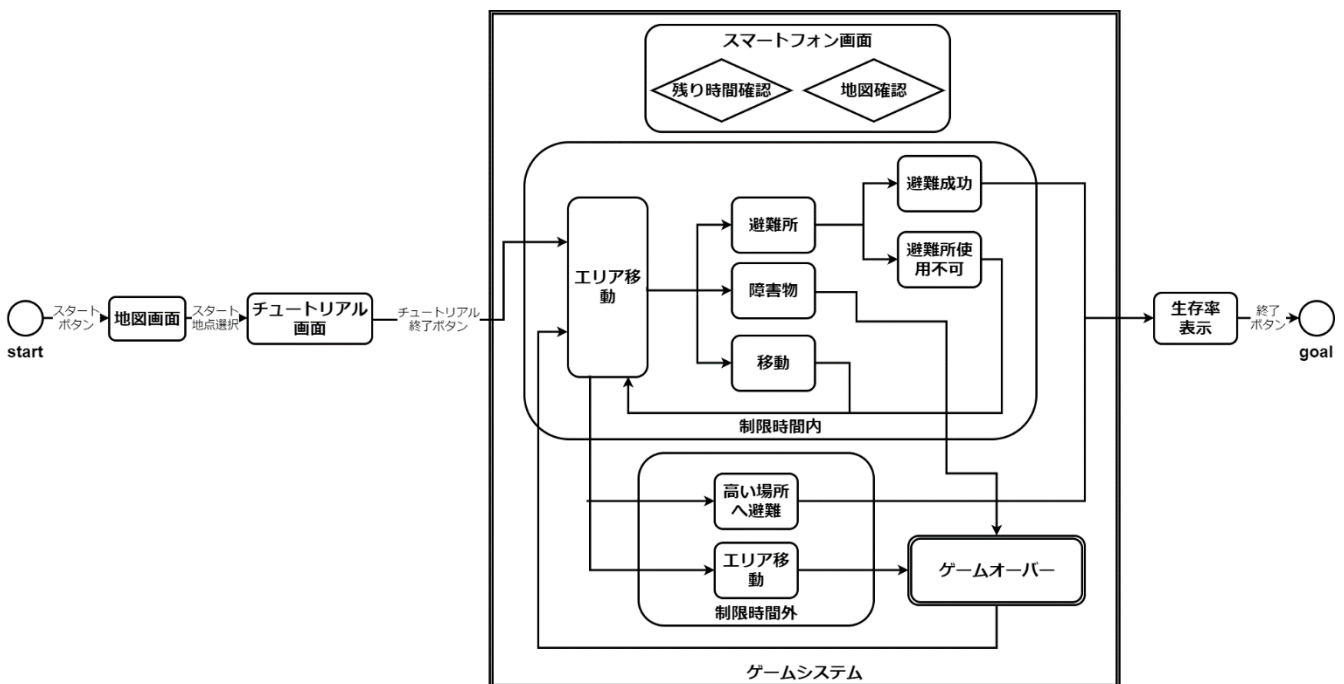 スマートフォン画面
残り時間確認
地図確認
避難成功
避難所
避難所使
用不可
エリア移
動
障害物
移動
制限時間内
start
スタート
ボタン
地図画面
スタート
地点選択
チュートリアル
画面
チュートリアル
終了ボタン
生存率
表示
終了
ボタン
goal
高い場所
へ避難
エリア移
動
制限時間外
ゲームオーバー
ゲームシステム